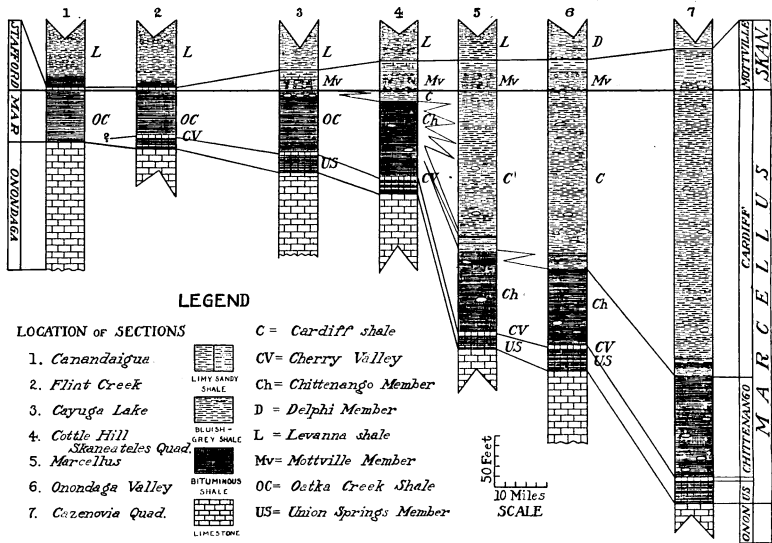 1 2 3 4 5 6 7
STAFFORD
MAR
ONONDAGA
L
OC
L
OC
CV
?
L
Mv
OC
US
L
Mv
C
Ch
CV
L
Mv
C'
Ch
CV
US
D
Mv
C
Ch
CV
US
MOTTVILLE
SKAN.
CARDIFF
MARCELLUS
CHITTENANGO
US
ONON
LEGEND
LOCATION OF SECTIONS
1. Canandaigua
2. Flint Creek
3. Cayuga Lake
4. Cottle Hill
Skaneateles Quad.
5. Marcellus
6. Onondaga Valley
7. Cazenovia Quad.
LIMY SANDY
SHALE
BLUISH-
GREY SHALE
BITUMINOUS
SHALE
LIMESTONE
C = Cardiff shale
CV= Cherry Valley
Ch= Chittenango Member
D = Delphi Member
L = Levanna shale
Mv= Mottville Member
OC= Oatka Creek Shale
US= Union Springs Member
50 Feet
10 Miles
SCALE